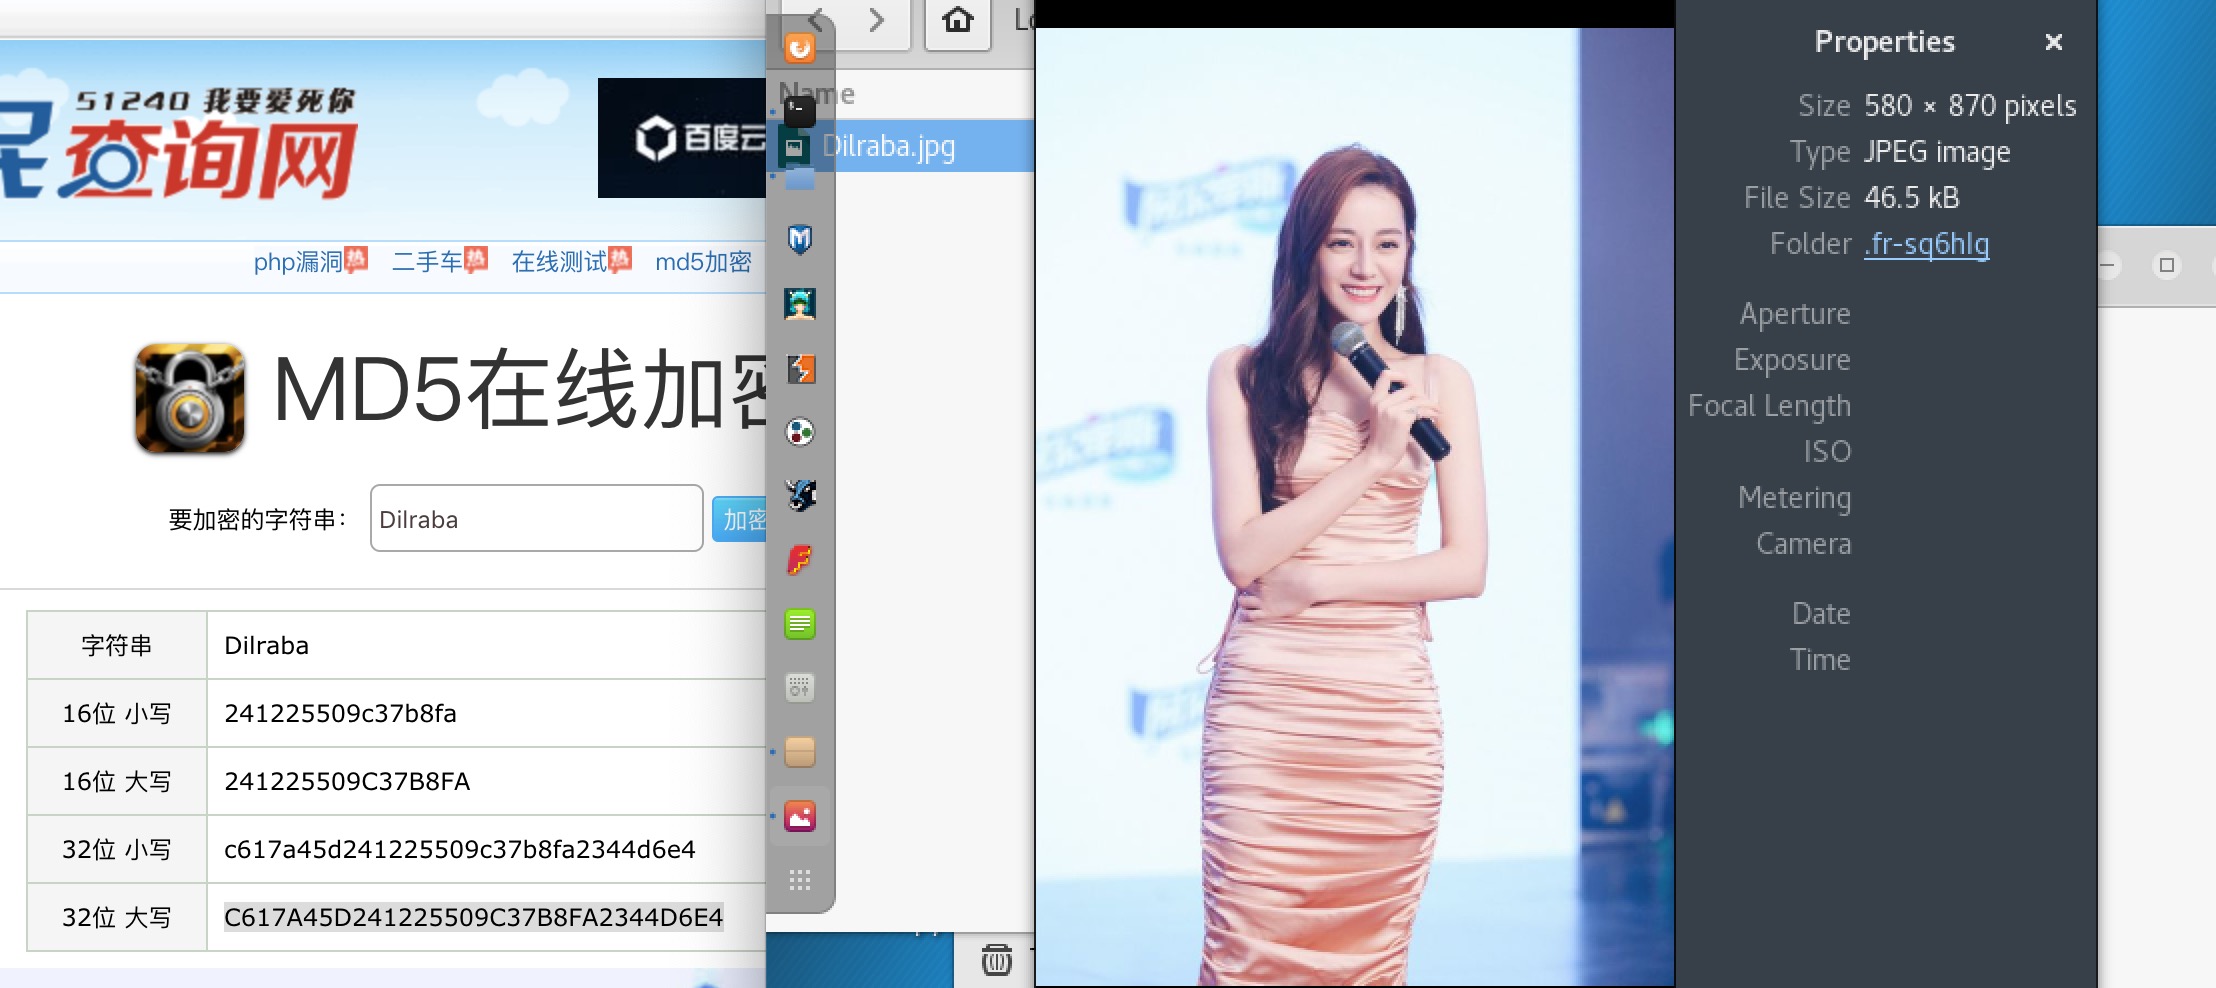 51240 我要爱死你
民查询网
百度云
php漏洞热 二手车热 在线测试热 md5加密
MD5在线加密
要加密的字符串： Dilraba 加密
字符串 Dilraba
16位 小写 241225509c37b8fa
16位 大写 241225509C37B8FA
32位 小写 c617a45d241225509c37b8fa2344d6e4
32位 大写 C617A45D241225509C37B8FA2344D6E4
Name
Dilraba.jpg
Properties
Size 580 × 870 pixels
Type JPEG image
File Size 46.5 kB
Folder .fr-sq6hIg
Aperture
Exposure
Focal Length
ISO
Metering
Camera
Date
Time